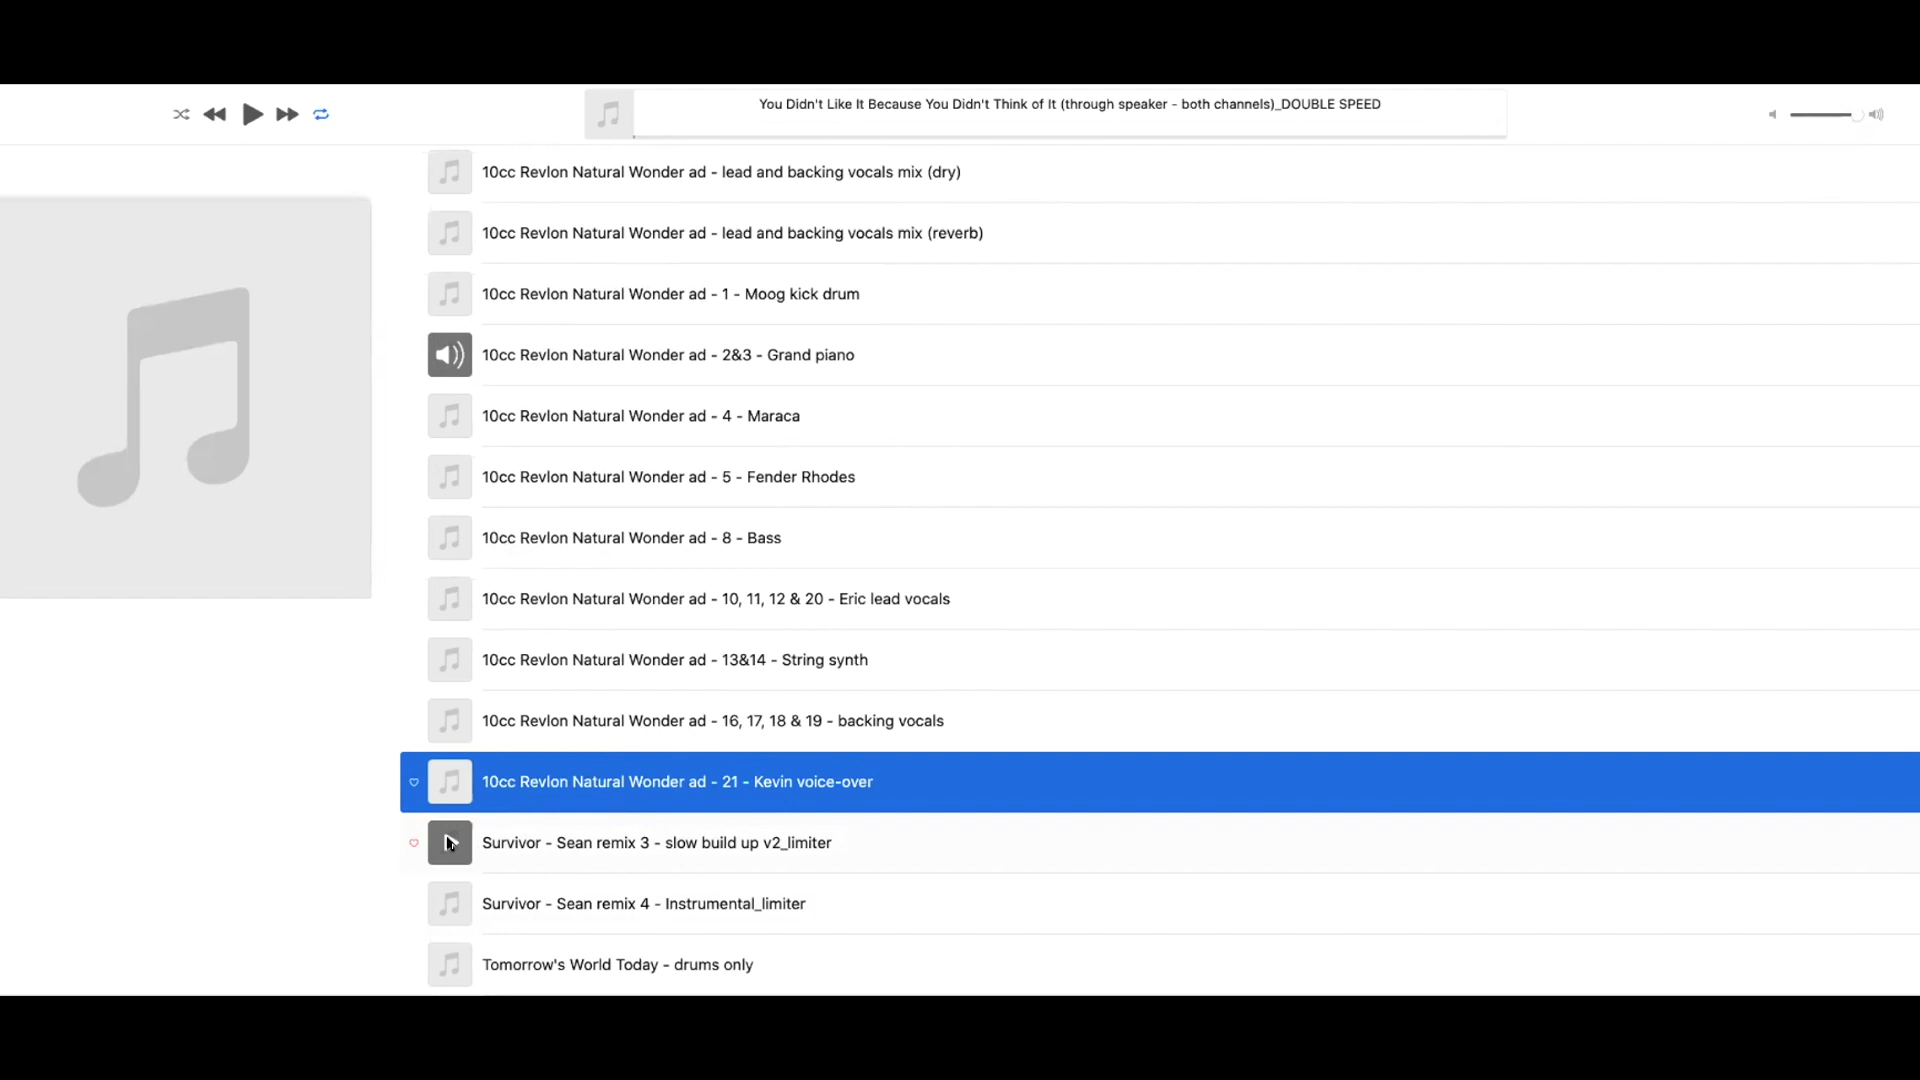 You Didn't Like It Because You Didn't Think of It (through speaker - both channels)_DOUBLE SPEED
10cc Revlon Natural Wonder ad - lead and backing vocals mix (dry)
10cc Revlon Natural Wonder ad - lead and backing vocals mix (reverb)
10cc Revlon Natural Wonder ad - 1 - Moog kick drum
10cc Revlon Natural Wonder ad - 2&3 - Grand piano
10cc Revlon Natural Wonder ad - 4 - Maraca
10cc Revlon Natural Wonder ad - 5 - Fender Rhodes
10cc Revlon Natural Wonder ad - 8 - Bass
10cc Revlon Natural Wonder ad - 10, 11, 12 & 20 - Eric lead vocals
10cc Revlon Natural Wonder ad - 13&14 - String synth
10cc Revlon Natural Wonder ad - 16, 17, 18 & 19 - backing vocals
10cc Revlon Natural Wonder ad - 21 - Kevin voice-over
Survivor - Sean remix 3 - slow build up v2_limiter
Survivor - Sean remix 4 - Instrumental_limiter
Tomorrow's World Today - drums only